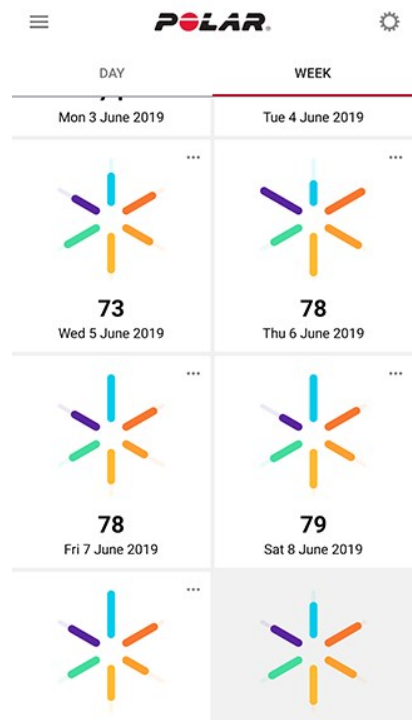 POLAR.
DAY WEEK
Mon 3 June 2019 Tue 4 June 2019
73 78
Wed 5 June 2019 Thu 6 June 2019
78 79
Fri 7 June 2019 Sat 8 June 2019